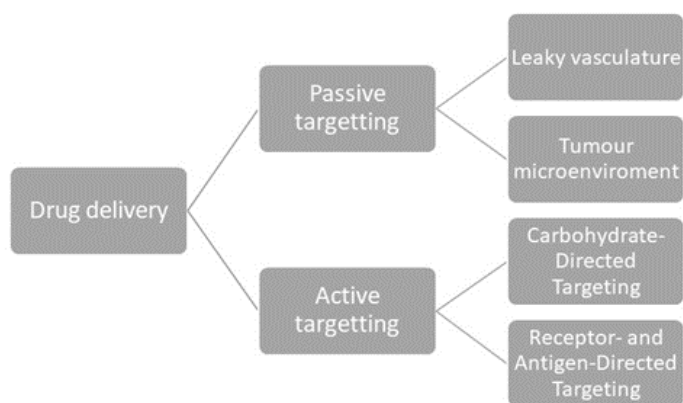 Drug delivery
Passive
targetting
Leaky vasculature
Tumour
microenviroment
Active
targetting
Carbohydrate-
Directed
Targeting
Receptor- and
Antigen-Directed
Targeting